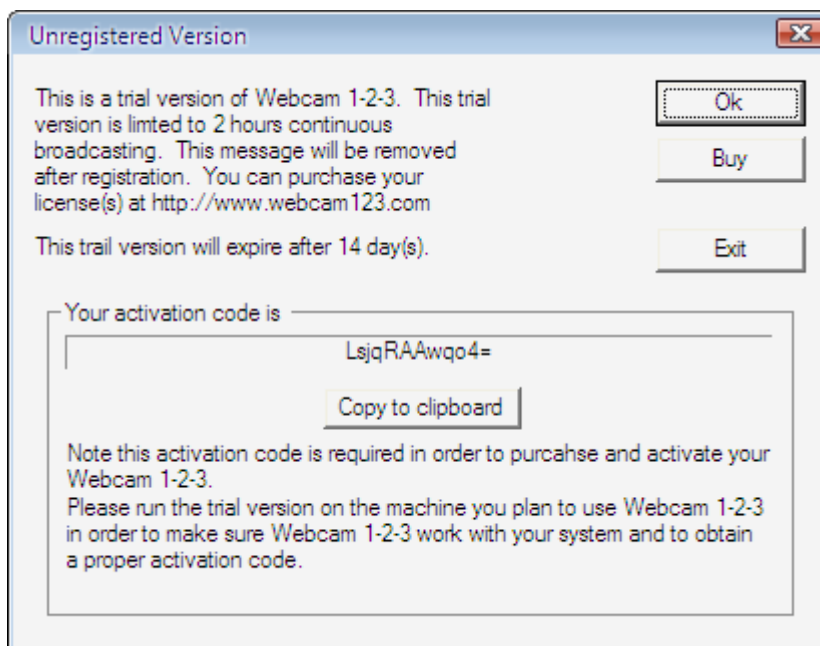 Unregistered Version
This is a trial version of Webcam 1-2-3.  This trial
version is limted to 2 hours continuous
broadcasting.  This message will be removed
after registration.  You can purchase your
license(s) at http://www.webcam123.com
Ok
Buy
This trail version will expire after 14 day(s).
Exit
Your activation code is
LsjqRAAwqo4=
Copy to clipboard
Note this activation code is required in order to purcahse and activate your
Webcam 1-2-3.
Please run the trial version on the machine you plan to use Webcam 1-2-3
in order to make sure Webcam 1-2-3 work with your system and to obtain
a proper activation code.